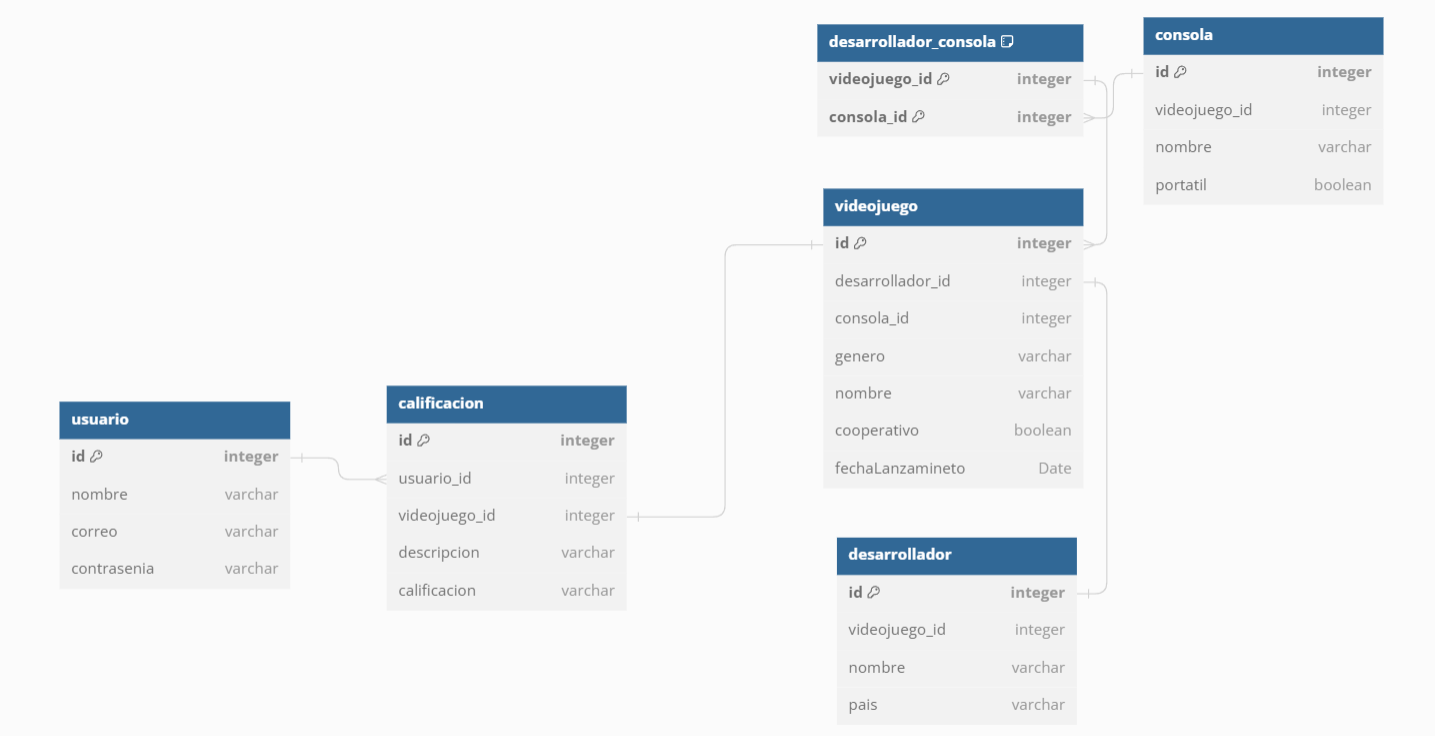 desarrollador_consola
videojuego_id integer
consola_id integer
consola
id integer
videojuego_id integer
nombre varchar
portatil boolean
videojuego
id integer
desarrollador_id integer
consola_id integer
genero varchar
nombre varchar
cooperativo boolean
fechaLanzamineto Date
usuario
id integer
nombre varchar
correo varchar
contrasenia varchar
calificacion
id integer
usuario_id integer
videojuego_id integer
descripcion varchar
calificacion varchar
desarrollador
id integer
videojuego_id integer
nombre varchar
pais varchar